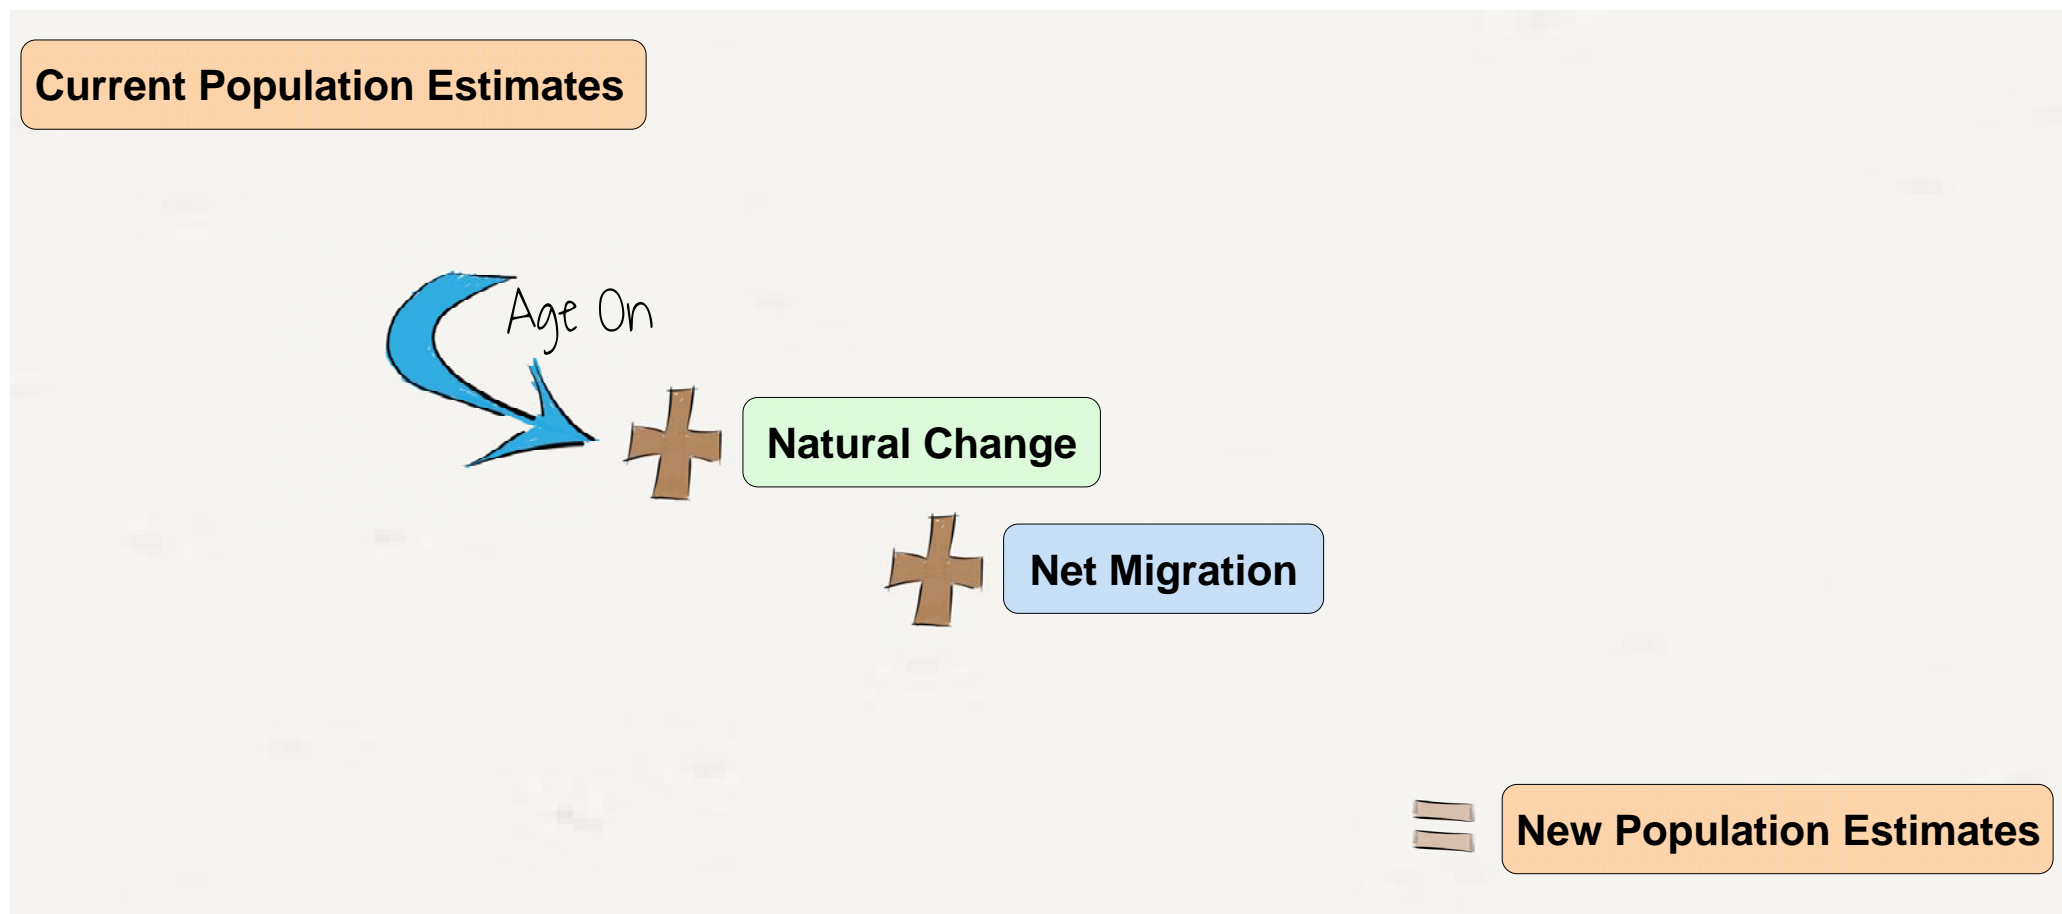 Current Population Estimates
Age On
Natural Change
Net Migration
New Population Estimates